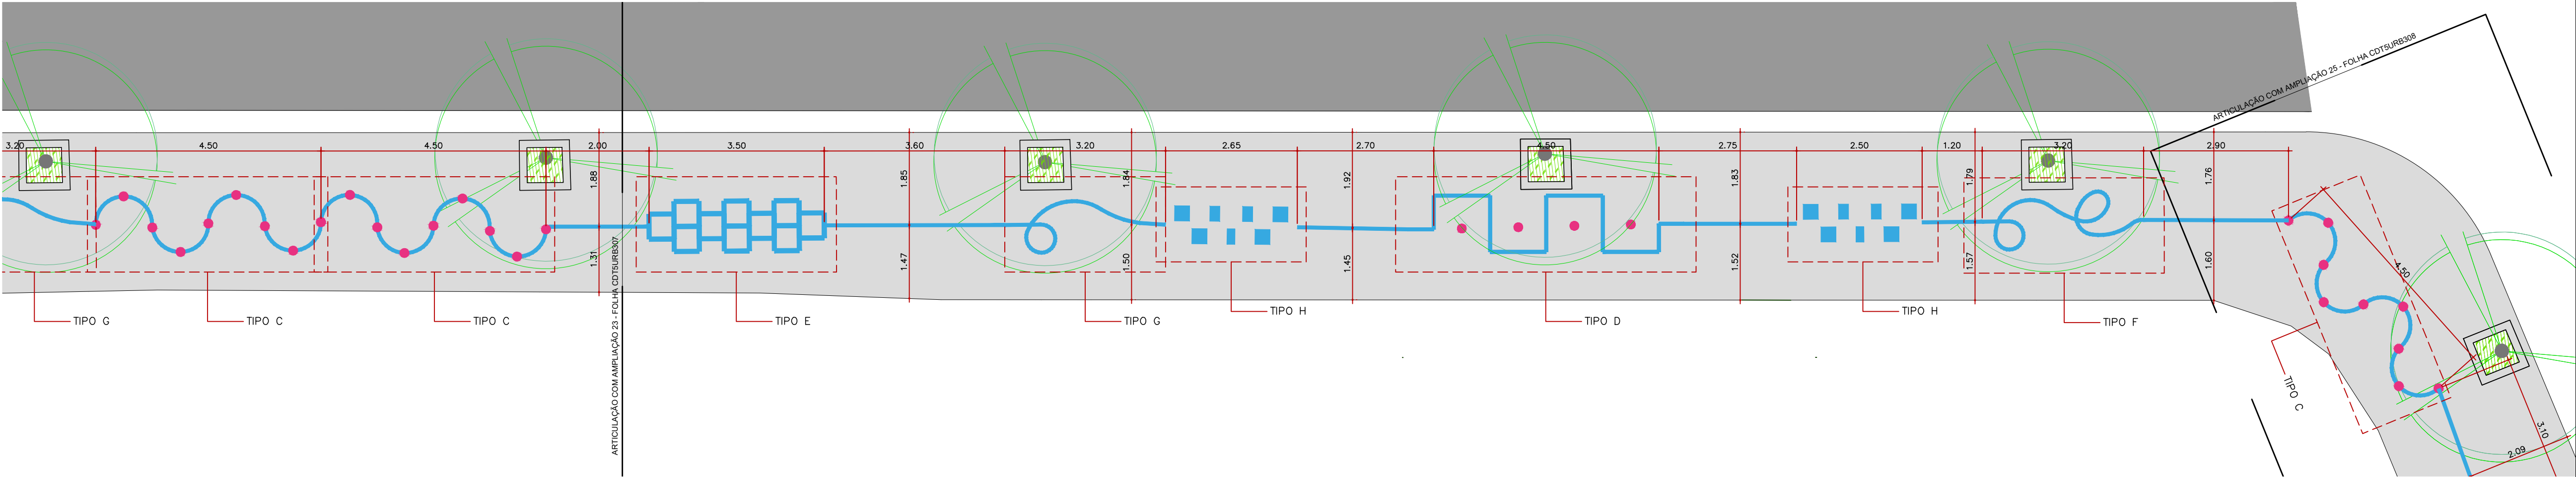 3.20
4.50
4.50
2.00
3.50
3.60
3.20
2.65
2.70
4.50
2.75
2.50
1.20
3.20
2.90
ARTICULAÇÃO COM AMPLIAÇÃO 25 - FOLHA CDT5URB308
1.88
1.85
1.84
1.92
1.83
1.79
1.76
1.31
1.47
1.50
1.45
1.52
1.57
1.60
ARTICULAÇÃO COM AMPLIAÇÃO 23 - FOLHA CDT5URB307
TIPO G
TIPO C
TIPO C
TIPO E
TIPO G
TIPO H
TIPO D
TIPO H
TIPO F
4.50
TIPO C
3.10
2.09